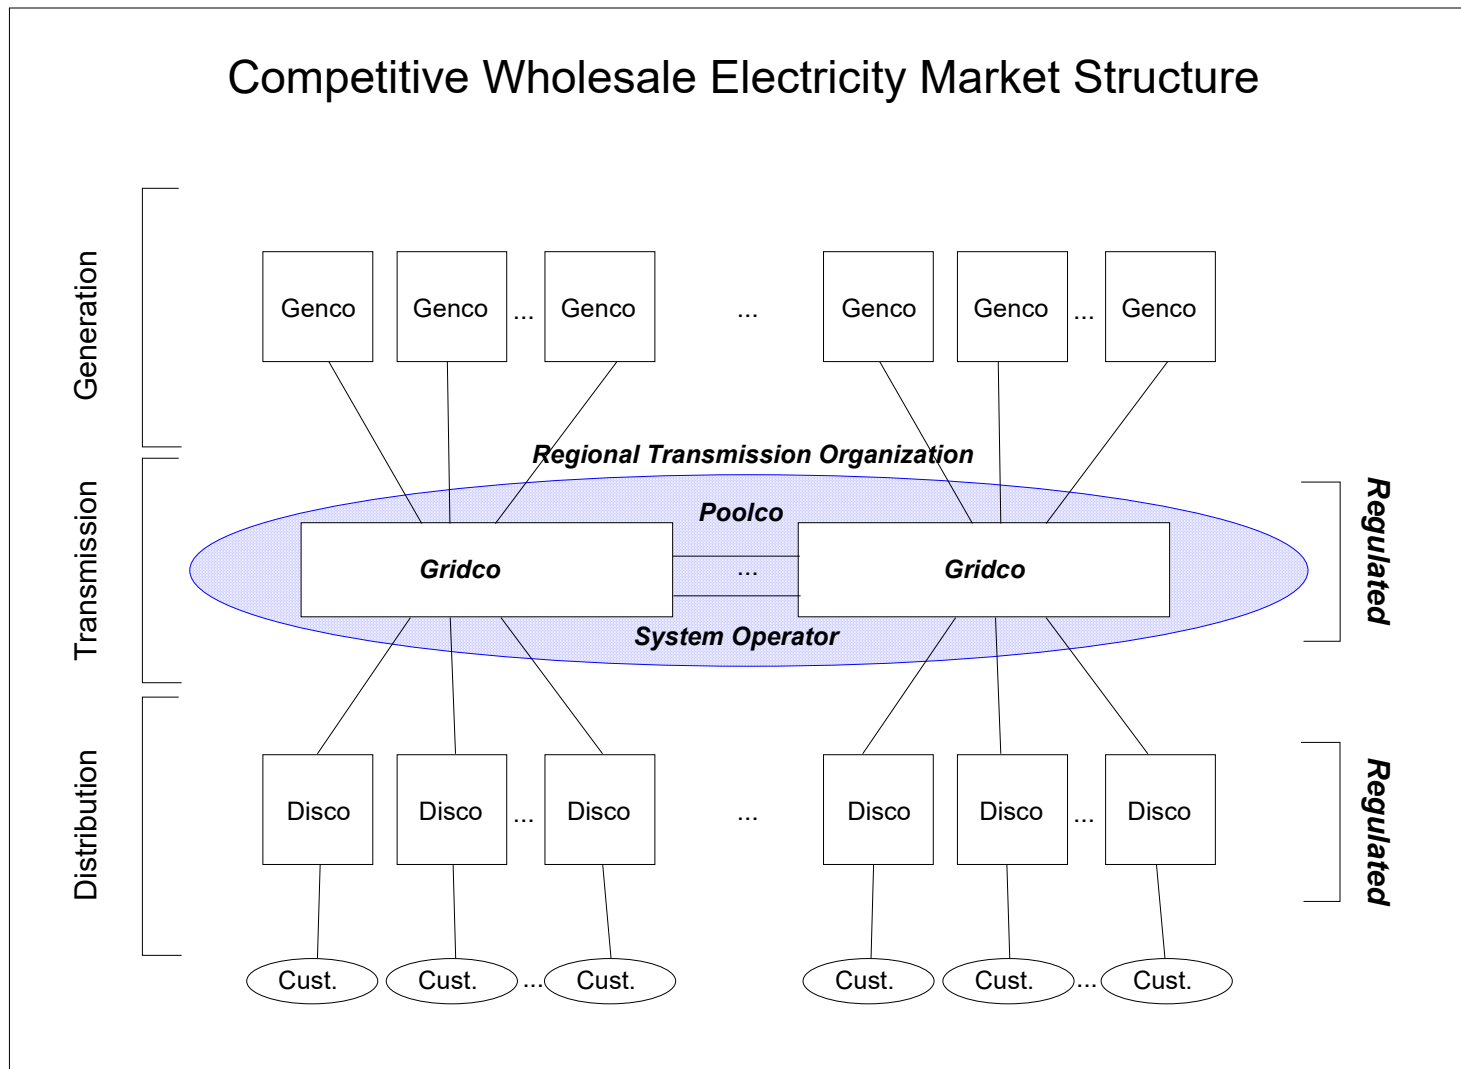 Competitive Wholesale Electricity Market Structure
Generation
Genco Genco ... Genco ... Genco Genco ... Genco
Regional Transmission Organization
Transmission
Poolco
Gridco ... Gridco
System Operator
Regulated
Distribution
Disco Disco ... Disco ... Disco Disco ... Disco
Regulated
Cust. Cust. ... Cust. Cust. Cust. ... Cust.